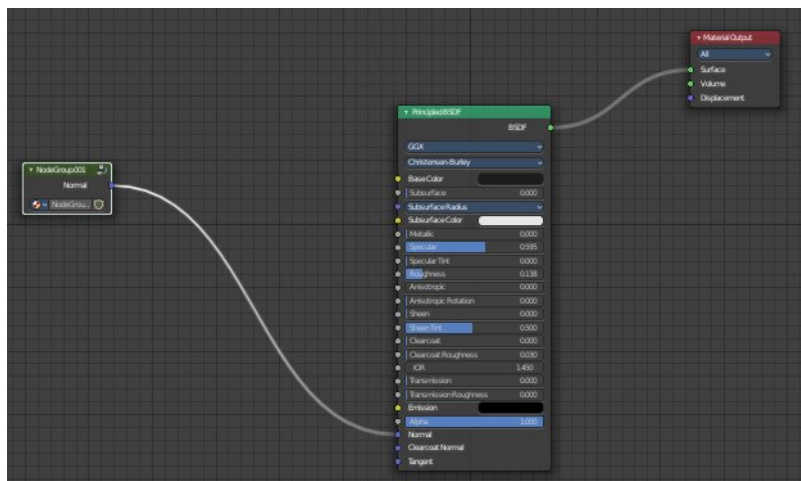 NodeGroup.001
Normal
NodeGrou...
Principled BSDF
BSDF
GGX
Christensen-Burley
Base Color
Subsurface 0.000
Subsurface Radius
Subsurface Color
Metallic 0.000
Specular 0.595
Specular Tint 0.000
Roughness 0.138
Anisotropic 0.000
Anisotropic Rotation 0.000
Sheen 0.000
Sheen Tint 0.500
Clearcoat 0.000
Clearcoat Roughness 0.030
IOR 1.450
Transmission 0.000
Transmission Roughness 0.000
Emission
Alpha 1.000
Normal
Clearcoat Normal
Tangent
Material Output
All
Surface
Volume
Displacement